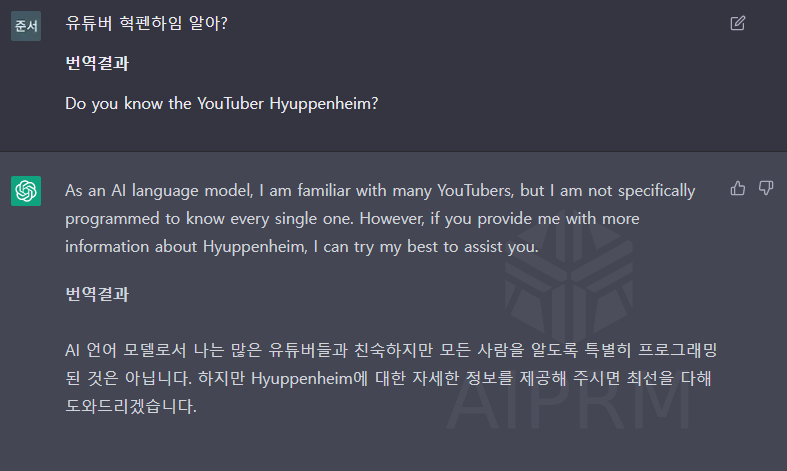 준서
유튜버 혁펜하임 알아?
번역결과
Do you know the YouTuber Hyuppenheim?
As an AI language model, I am familiar with many YouTubers, but I am not specifically
programmed to know every single one. However, if you provide me with more
information about Hyuppenheim, I can try my best to assist you.
번역결과
AI 언어 모델로서 나는 많은 유튜버들과 친숙하지만 모든 사람을 알도록 특별히 프로그래밍
된 것은 아닙니다. 하지만 Hyuppenheim에 대한 자세한 정보를 제공해 주시면 최선을 다해
도와드리겠습니다.
AIPRM